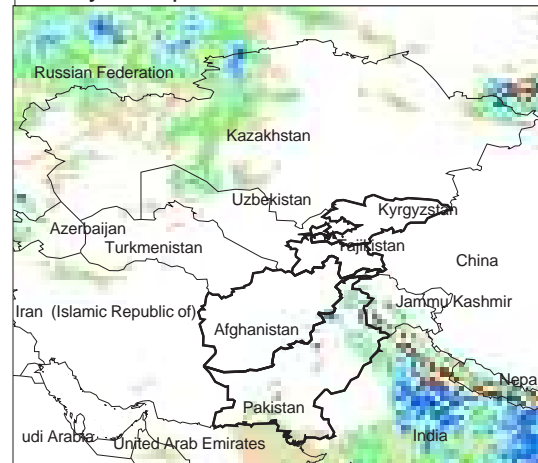 Russian Federation
Kazakhstan
Uzbekistan
Kyrgyzstan
Azerbaijan
Turkmenistan
Tajikistan
China
Iran (Islamic Republic of)
Jammu Kashmir
Afghanistan
Nepa
Pakistan
udi Arabia
United Arab Emirates
India